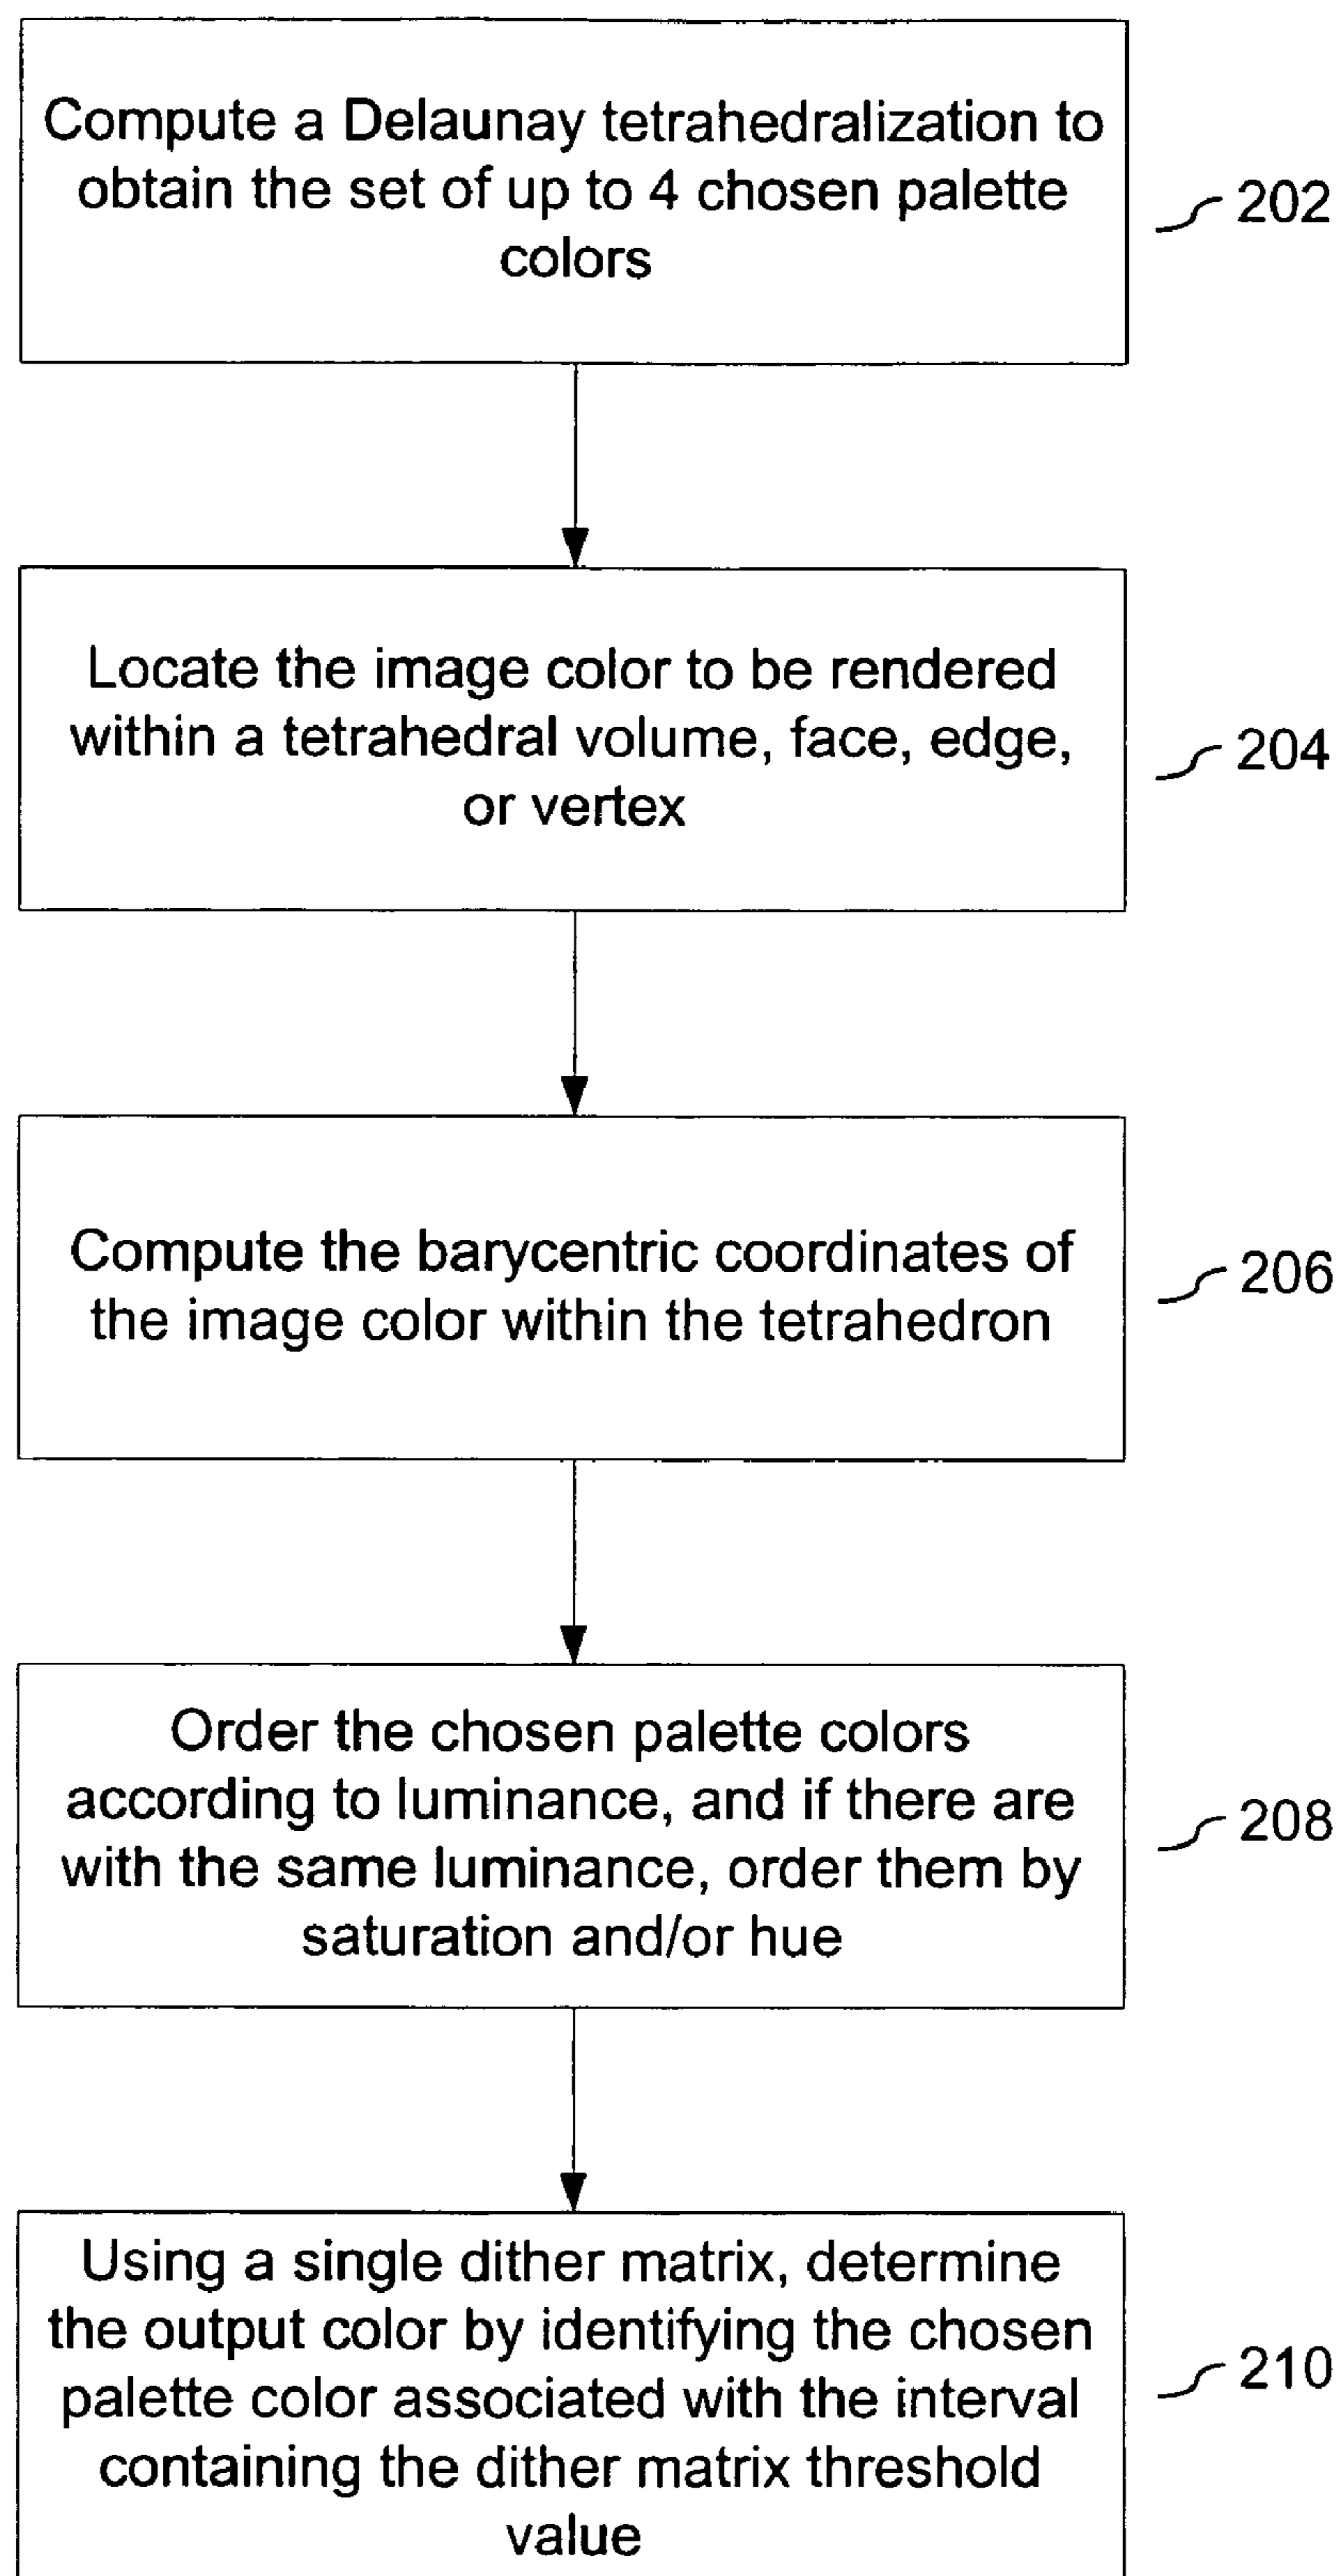 Compute a Delaunay tetrahedralization to
obtain the set of up to 4 chosen palette
colors
202
Locate the image color to be rendered
within a tetrahedral volume, face, edge,
or vertex
204
Compute the barycentric coordinates of
the image color within the tetrahedron
206
Order the chosen palette colors
according to luminance, and if there are
with the same luminance, order them by
saturation and/or hue
208
Using a single dither matrix, determine
the output color by identifying the chosen
palette color associated with the interval
containing the dither matrix threshold
value
210